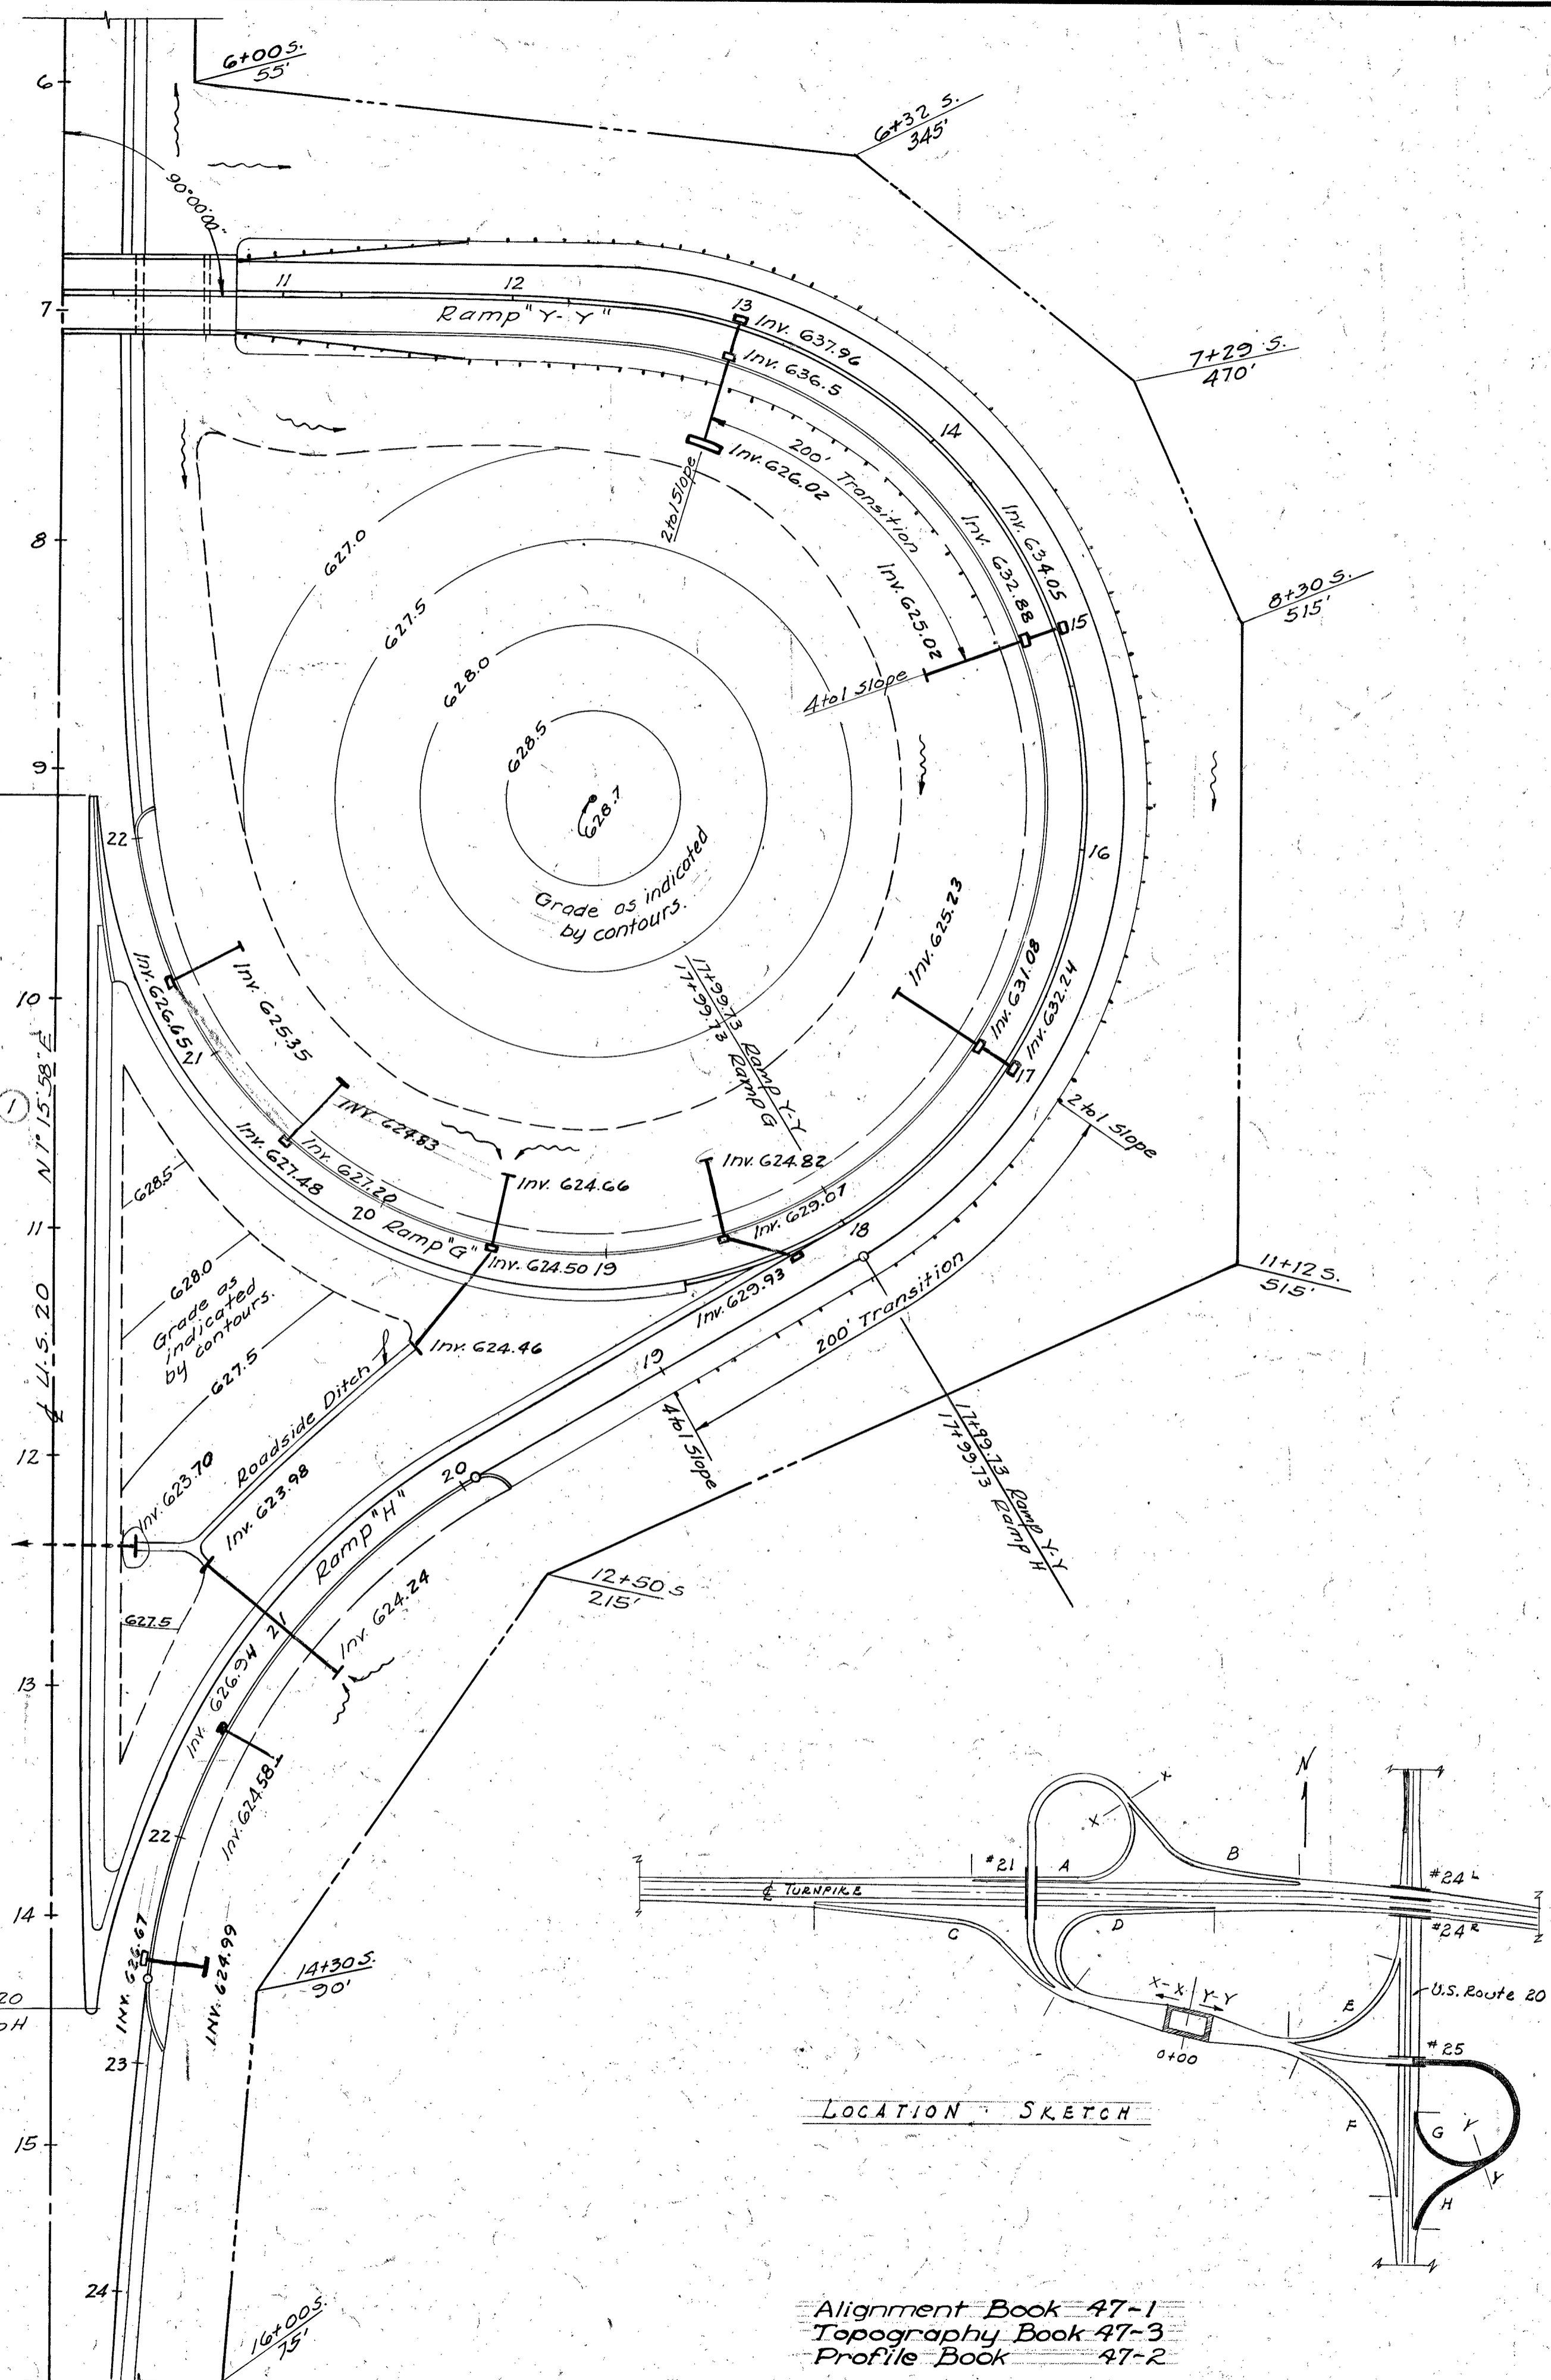 6+00 S.
55'
6
6+32 S.
345'
90°00'00"
11
12
7
Ramp "Y-Y"
13
Inv. 637.96
Inv. 636.5
7+29 S.
470'
14
200' Transition
Inv. 626.02
2 to 1 Slope
Inv. 634.05
Inv. 632.88
Inv. 625.02
8
627.0
8+30 S.
515'
627.5
15
628.0
4 to 1 Slope
628.5
9
628.7
22
16
Grade as indicated
by contours.
Inv. 625.23
Inv. 631.08
Inv. 632.24
17+99.73 Ramp Y-Y
17+99.73 Ramp G
10
Inv. 626.65
Inv. 625.35
21
17
2 to 1 Slope
1
N 1° 15' 58" E
INV. 624.83
Inv. 627.48
Inv. 627.20
Inv. 624.82
628.5
Inv. 624.66
20
Ramp "G"
Inv. 629.07
18
11
Inv. 624.50
19
Inv. 629.93
11+12 S.
515'
628.0
Grade as
indicated
by contours.
200' Transition
℄ U.S. 20
Inv. 624.46
627.5
19
Roadside Ditch
4 to 1 Slope
17+99.73 Ramp Y-Y
17+99.73 Ramp H
12
20
Inv. 623.70
Inv. 623.98
Ramp "H"
12+50 S
215'
Inv. 624.24
627.5
21
Inv. 626.94
13
Inv. 624.58
22
N
X
X
#21
A
B
#24 L
℄ TURNPIKE
14
C
D
#24 R
INV. 626.67
INV. 624.99
14+30 S.
90'
X-X
Y-Y
E
U.S. Route 20
20
H
23
0+00
#25
LOCATION SKETCH
F
G
Y
Y
H
15
24
16+00 S.
75'
Alignment Book 47-1
Topography Book 47-3
Profile Book 47-2